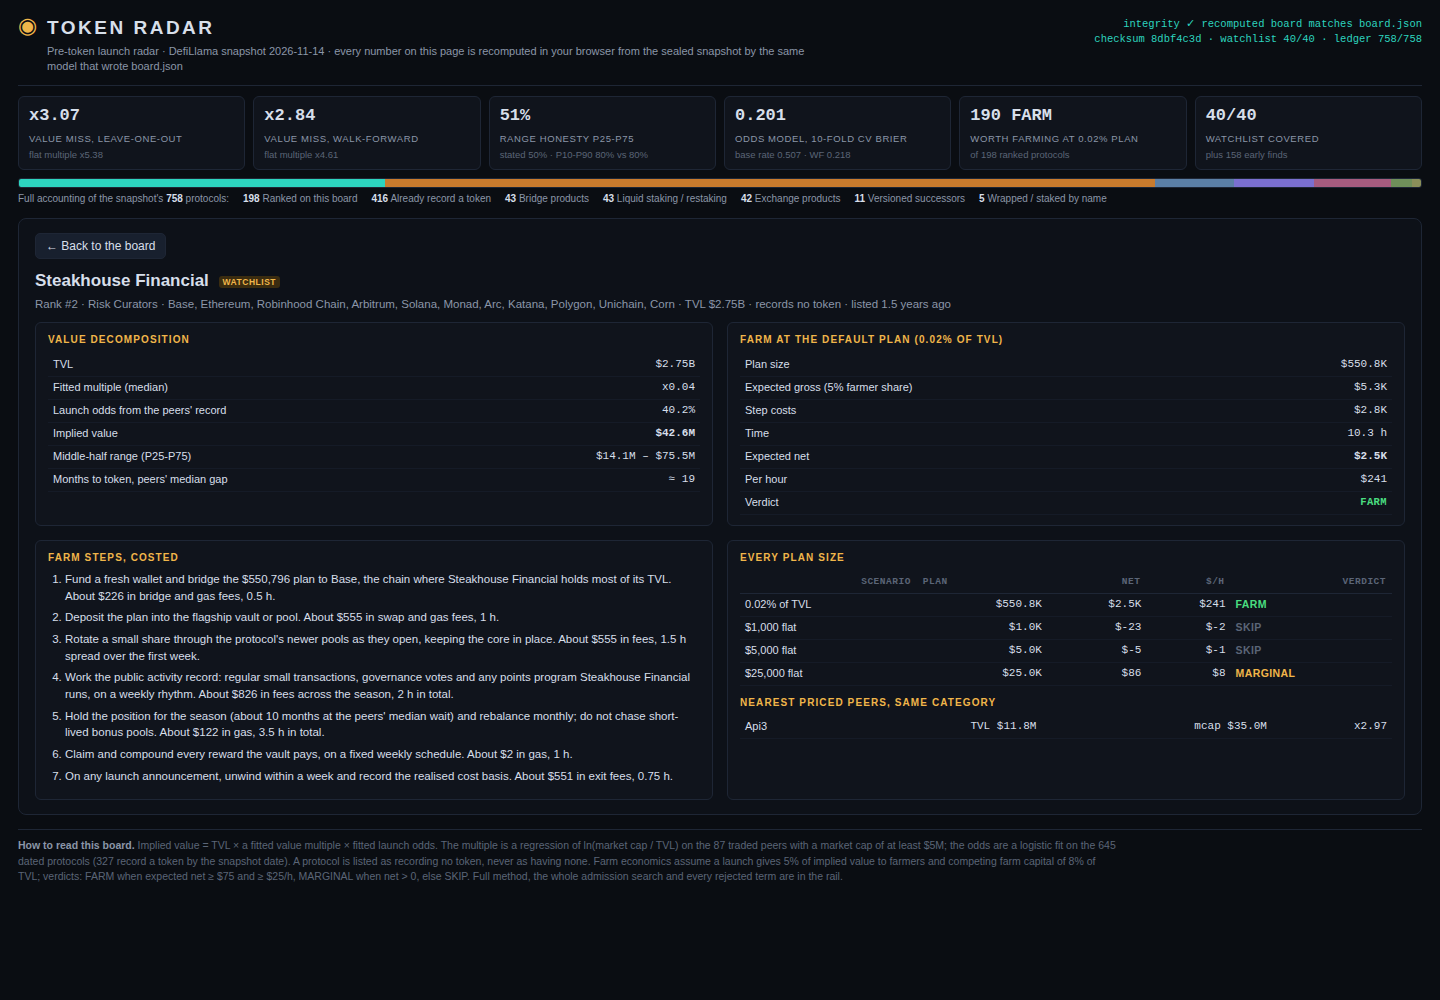 TOKEN RADAR
Pre-token launch radar · DefiLlama snapshot 2026-11-14 · every number on this page is recomputed in your browser from the sealed snapshot by the same
model that wrote board.json
integrity ✓ recomputed board matches board.json
checksum 8dbf4c3d · watchlist 40/40 · ledger 758/758
x3.07
VALUE MISS, LEAVE-ONE-OUT
flat multiple x5.38
x2.84
VALUE MISS, WALK-FORWARD
flat multiple x4.61
51%
RANGE HONESTY P25-P75
stated 50% · P10-P90 80% vs 80%
0.201
ODDS MODEL, 10-FOLD CV BRIER
base rate 0.507 · WF 0.218
190 FARM
WORTH FARMING AT 0.02% PLAN
of 198 ranked protocols
40/40
WATCHLIST COVERED
plus 158 early finds
Full accounting of the snapshot's 758 protocols: 198 Ranked on this board 416 Already record a token 43 Bridge products 43 Liquid staking / restaking 42 Exchange products 11 Versioned successors 5 Wrapped / staked by name
← Back to the board
Steakhouse Financial WATCHLIST
Rank #2 · Risk Curators · Base, Ethereum, Robinhood Chain, Arbitrum, Solana, Monad, Arc, Katana, Polygon, Unichain, Corn · TVL $2.75B · records no token · listed 1.5 years ago
VALUE DECOMPOSITION
TVL $2.75B
Fitted multiple (median) x0.04
Launch odds from the peers' record 40.2%
Implied value $42.6M
Middle-half range (P25-P75) $14.1M – $75.5M
Months to token, peers' median gap ≈ 19
FARM AT THE DEFAULT PLAN (0.02% OF TVL)
Plan size $550.8K
Expected gross (5% farmer share) $5.3K
Step costs $2.8K
Time 10.3 h
Expected net $2.5K
Per hour $241
Verdict FARM
FARM STEPS, COSTED
1. Fund a fresh wallet and bridge the $550,796 plan to Base, the chain where Steakhouse Financial holds most of its TVL.
About $226 in bridge and gas fees, 0.5 h.
2. Deposit the plan into the flagship vault or pool. About $555 in swap and gas fees, 1 h.
3. Rotate a small share through the protocol's newer pools as they open, keeping the core in place. About $555 in fees, 1.5 h
spread over the first week.
4. Work the public activity record: regular small transactions, governance votes and any points program Steakhouse Financial
runs, on a weekly rhythm. About $826 in fees across the season, 2 h in total.
5. Hold the position for the season (about 10 months at the peers' median wait) and rebalance monthly; do not chase short-
lived bonus pools. About $122 in gas, 3.5 h in total.
6. Claim and compound every reward the vault pays, on a fixed weekly schedule. About $2 in gas, 1 h.
7. On any launch announcement, unwind within a week and record the realised cost basis. About $551 in exit fees, 0.75 h.
EVERY PLAN SIZE
SCENARIO PLAN NET $/H VERDICT
0.02% of TVL $550.8K $2.5K $241 FARM
$1,000 flat $1.0K $-23 $-2 SKIP
$5,000 flat $5.0K $-5 $-1 SKIP
$25,000 flat $25.0K $86 $8 MARGINAL
NEAREST PRICED PEERS, SAME CATEGORY
Api3 TVL $11.8M mcap $35.0M x2.97
How to read this board. Implied value = TVL × a fitted value multiple × fitted launch odds. The multiple is a regression of ln(market cap / TVL) on the 87 traded peers with a market cap of at least $5M; the odds are a logistic fit on the 645
dated protocols (327 record a token by the snapshot date). A protocol is listed as recording no token, never as having none. Farm economics assume a launch gives 5% of implied value to farmers and competing farm capital of 8% of
TVL; verdicts: FARM when expected net ≥ $75 and ≥ $25/h, MARGINAL when net > 0, else SKIP. Full method, the whole admission search and every rejected term are in the rail.